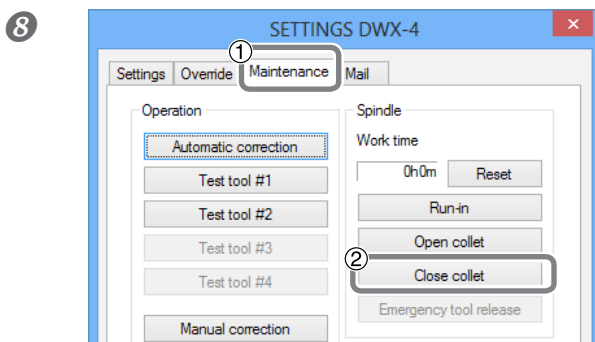 8
SETTINGS DWX-4
×
①
Settings Override Maintenance Mail
Operation
Automatic correction
Test tool #1
Test tool #2
Test tool #3
Test tool #4
Manual correction
Spindle
Work time
0h0m Reset
Run-in
Open collet
②
Close collet
Emergency tool release